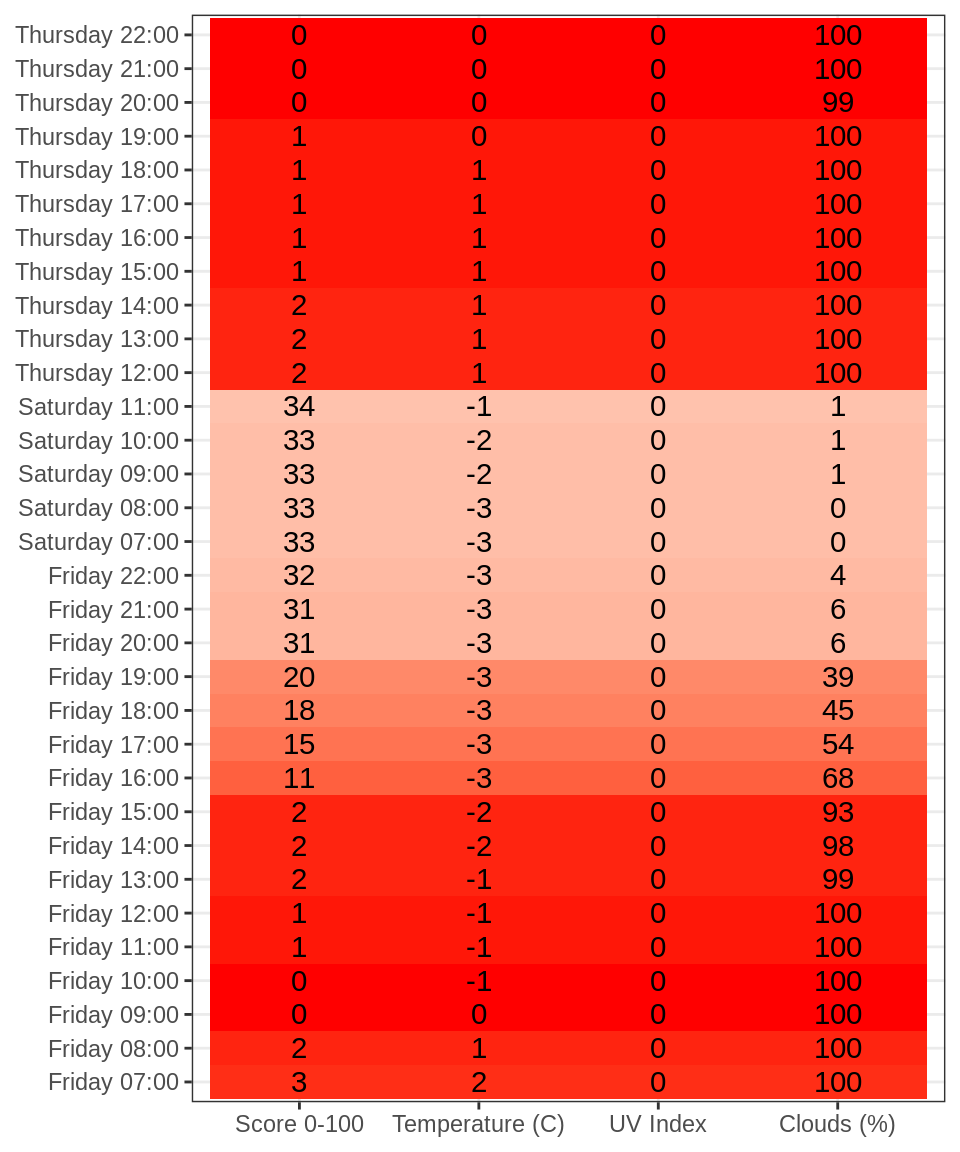 Thursday 22:00 0 0 0 100
Thursday 21:00 0 0 0 100
Thursday 20:00 0 0 0 99
Thursday 19:00 1 0 0 100
Thursday 18:00 1 1 0 100
Thursday 17:00 1 1 0 100
Thursday 16:00 1 1 0 100
Thursday 15:00 1 1 0 100
Thursday 14:00 2 1 0 100
Thursday 13:00 2 1 0 100
Thursday 12:00 2 1 0 100
Saturday 11:00 34 -1 0 1
Saturday 10:00 33 -2 0 1
Saturday 09:00 33 -2 0 1
Saturday 08:00 33 -3 0 0
Saturday 07:00 33 -3 0 0
Friday 22:00 32 -3 0 4
Friday 21:00 31 -3 0 6
Friday 20:00 31 -3 0 6
Friday 19:00 20 -3 0 39
Friday 18:00 18 -3 0 45
Friday 17:00 15 -3 0 54
Friday 16:00 11 -3 0 68
Friday 15:00 2 -2 0 93
Friday 14:00 2 -2 0 98
Friday 13:00 2 -1 0 99
Friday 12:00 1 -1 0 100
Friday 11:00 1 -1 0 100
Friday 10:00 0 -1 0 100
Friday 09:00 0 0 0 100
Friday 08:00 2 1 0 100
Friday 07:00 3 2 0 100
Score 0-100 Temperature (C) UV Index Clouds (%)